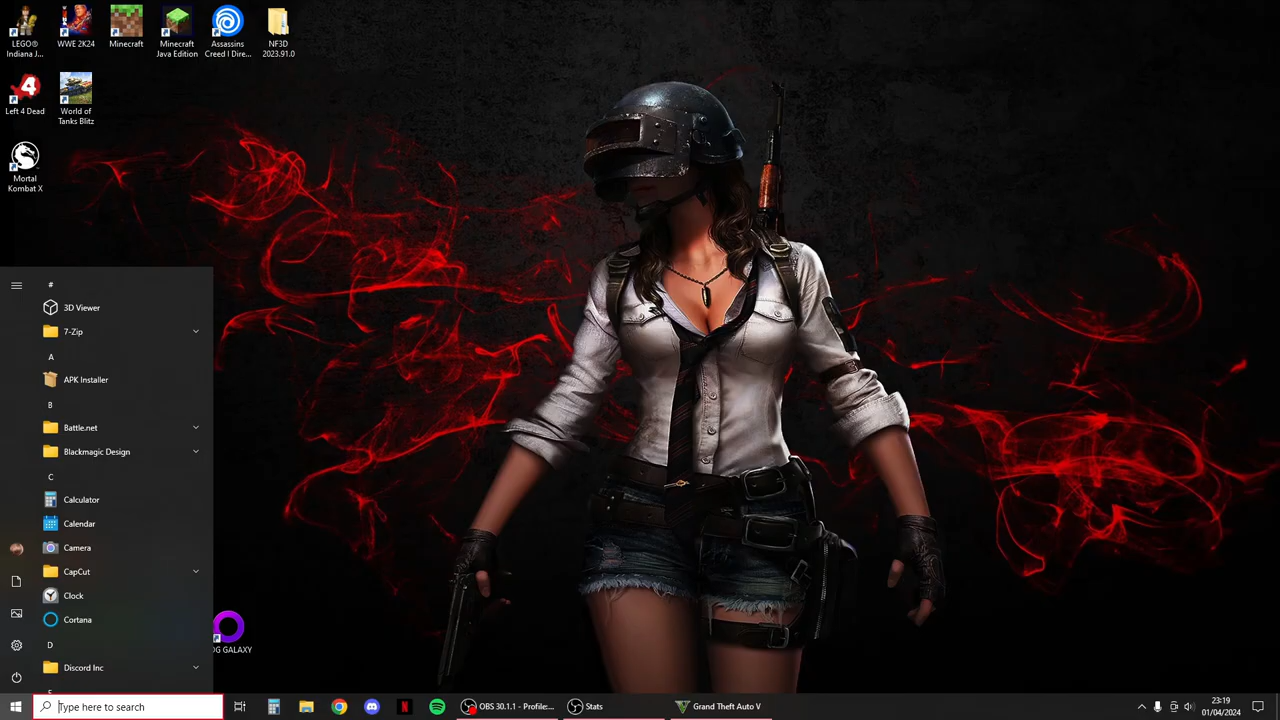 LEGO®
Indiana J...
WWE 2K24
Minecraft
Minecraft
Java Edition
Assassins
Creed I Dire...
NF3D
2023.91.0
Left 4 Dead
World of
Tanks Blitz
Mortal
Kombat X
#
3D Viewer
7-Zip
A
APK Installer
B
Battle.net
Blackmagic Design
C
Calculator
Calendar
Camera
CapCut
Clock
Cortana
D
Discord Inc
OG GALAXY
Type here to search
OBS 30.1.1 - Profile:...
Stats
Grand Theft Auto V
23:19
01/04/2024